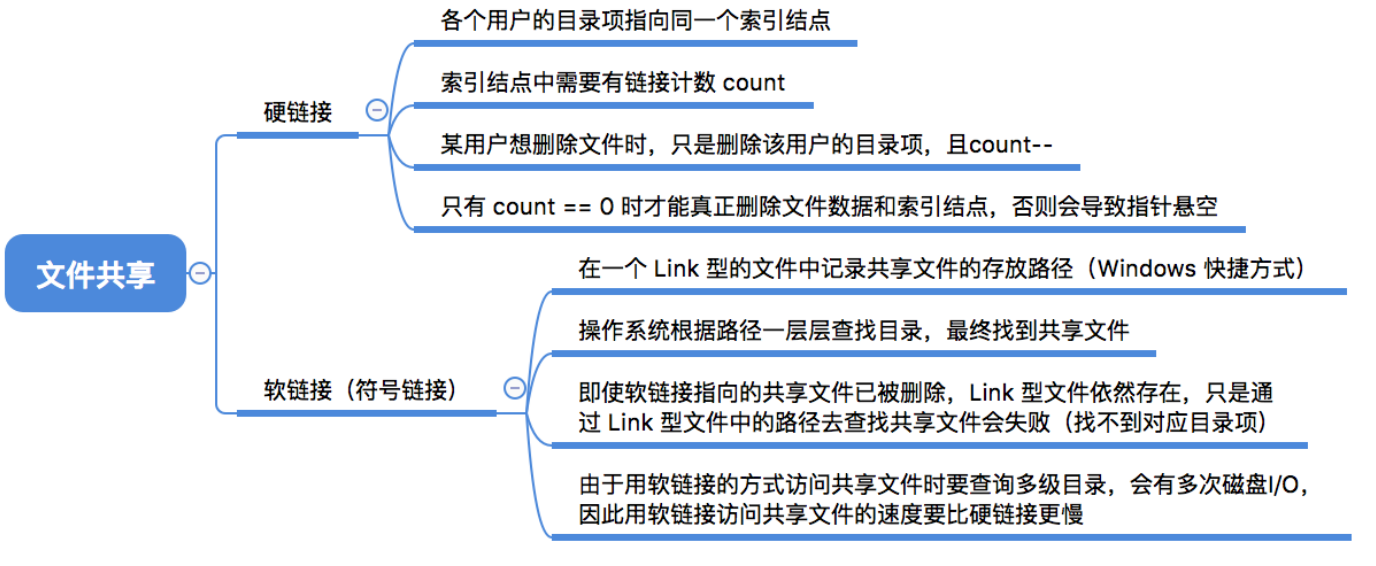 文件共享
硬链接
各个用户的目录项指向同一个索引结点
索引结点中需要有链接计数 count
某用户想删除文件时，只是删除该用户的目录项，且count--
只有 count == 0 时才能真正删除文件数据和索引结点，否则会导致指针悬空
软链接（符号链接）
在一个 Link 型的文件中记录共享文件的存放路径（Windows 快捷方式）
操作系统根据路径一层层查找目录，最终找到共享文件
即使软链接指向的共享文件已被删除，Link 型文件依然存在，只是通
过 Link 型文件中的路径去查找共享文件会失败（找不到对应目录项）
由于用软链接的方式访问共享文件时要查询多级目录，会有多次磁盘I/O，
因此用软链接访问共享文件的速度要比硬链接更慢